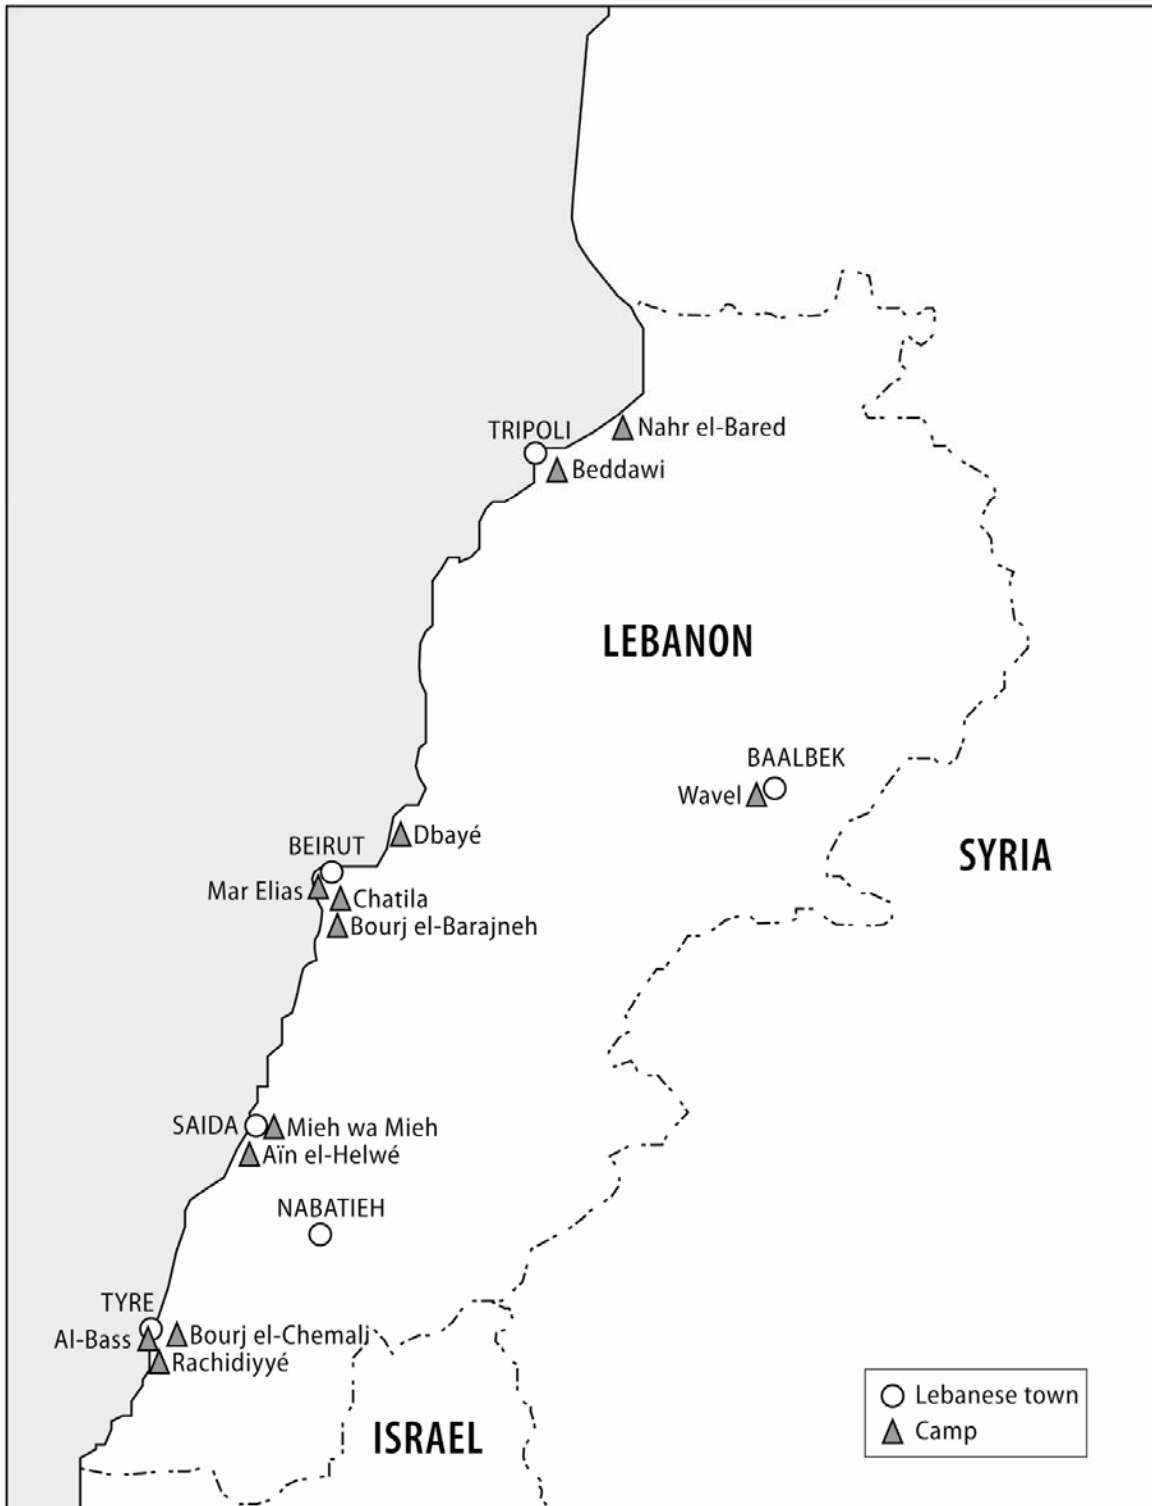 TRIPOLI
Nahr el-Bared
Beddawi
LEBANON
BAALBEK
Wavel
SYRIA
Dbayé
BEIRUT
Mar Elias
Chatila
Bourj el-Barajneh
SAIDA
Mieh wa Mieh
Aïn el-Helwé
NABATIEH
TYRE
Al-Bass
Bourj el-Chemali
Rachidiyyé
ISRAEL
Lebanese town
Camp